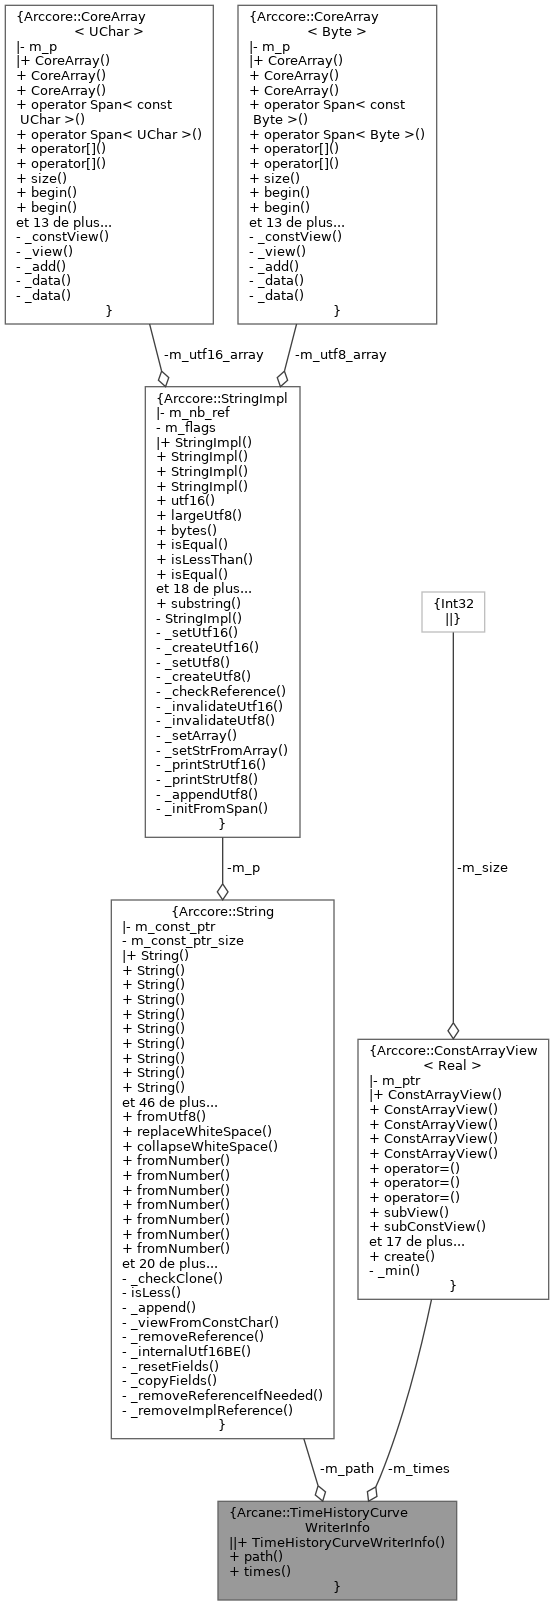 {Arccore::CoreArray
< UChar >
|- m_p
|+ CoreArray()
+ CoreArray()
+ CoreArray()
+ operator Span< const
UChar >()
+ operator Span< UChar >()
+ operator[]()
+ operator[]()
+ size()
+ begin()
+ begin()
et 13 de plus...
- _constView()
- _view()
- _add()
- _data()
- _data()
}
{Arccore::CoreArray
< Byte >
|- m_p
|+ CoreArray()
+ CoreArray()
+ CoreArray()
+ operator Span< const
Byte >()
+ operator Span< Byte >()
+ operator[]()
+ operator[]()
+ size()
+ begin()
+ begin()
et 13 de plus...
- _constView()
- _view()
- _add()
- _data()
- _data()
}
-m_utf16_array
-m_utf8_array
{Arccore::StringImpl
|- m_nb_ref
- m_flags
|+ StringImpl()
+ StringImpl()
+ StringImpl()
+ StringImpl()
+ utf16()
+ largeUtf8()
+ bytes()
+ isEqual()
+ isLessThan()
+ isEqual()
et 18 de plus...
+ substring()
- StringImpl()
- _setUtf16()
- _createUtf16()
- _setUtf8()
- _createUtf8()
- _checkReference()
- _invalidateUtf16()
- _invalidateUtf8()
- _setArray()
- _setStrFromArray()
- _printStrUtf16()
- _printStrUtf8()
- _appendUtf8()
- _initFromSpan()
}
{Int32
||}
-m_p
-m_size
{Arccore::String
|- m_const_ptr
- m_const_ptr_size
|+ String()
+ String()
+ String()
+ String()
+ String()
+ String()
+ String()
+ String()
+ String()
+ String()
et 46 de plus...
+ fromUtf8()
+ replaceWhiteSpace()
+ collapseWhiteSpace()
+ fromNumber()
+ fromNumber()
+ fromNumber()
+ fromNumber()
+ fromNumber()
+ fromNumber()
+ fromNumber()
et 20 de plus...
- _checkClone()
- isLess()
- _append()
- _viewFromConstChar()
- _removeReference()
- _internalUtf16BE()
- _resetFields()
- _copyFields()
- _removeReferenceIfNeeded()
- _removeImplReference()
}
{Arccore::ConstArrayView
< Real >
|- m_ptr
|+ ConstArrayView()
+ ConstArrayView()
+ ConstArrayView()
+ ConstArrayView()
+ ConstArrayView()
+ operator=()
+ operator=()
+ operator=()
+ subView()
+ subConstView()
et 17 de plus...
+ create()
- _min()
}
-m_path
-m_times
{Arcane::TimeHistoryCurve
WriterInfo
||+ TimeHistoryCurveWriterInfo()
+ path()
+ times()
}